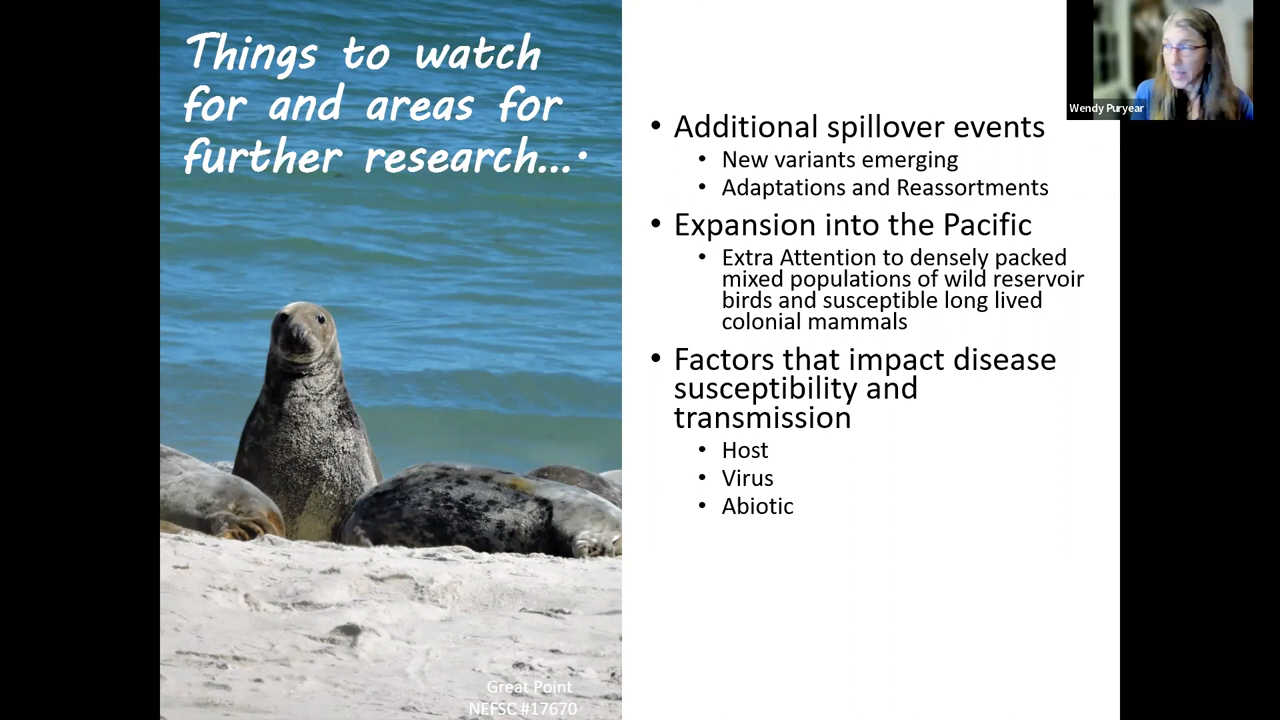 Things to watch
for and areas for
further research...·
• Additional spillover events
• New variants emerging
• Adaptations and Reassortments
• Expansion into the Pacific
• Extra Attention to densely packed
mixed populations of wild reservoir
birds and susceptible long lived
colonial mammals
• Factors that impact disease
susceptibility and
transmission
• Host
• Virus
• Abiotic
Great Point
NEFSC #17670
Wendy Puryear